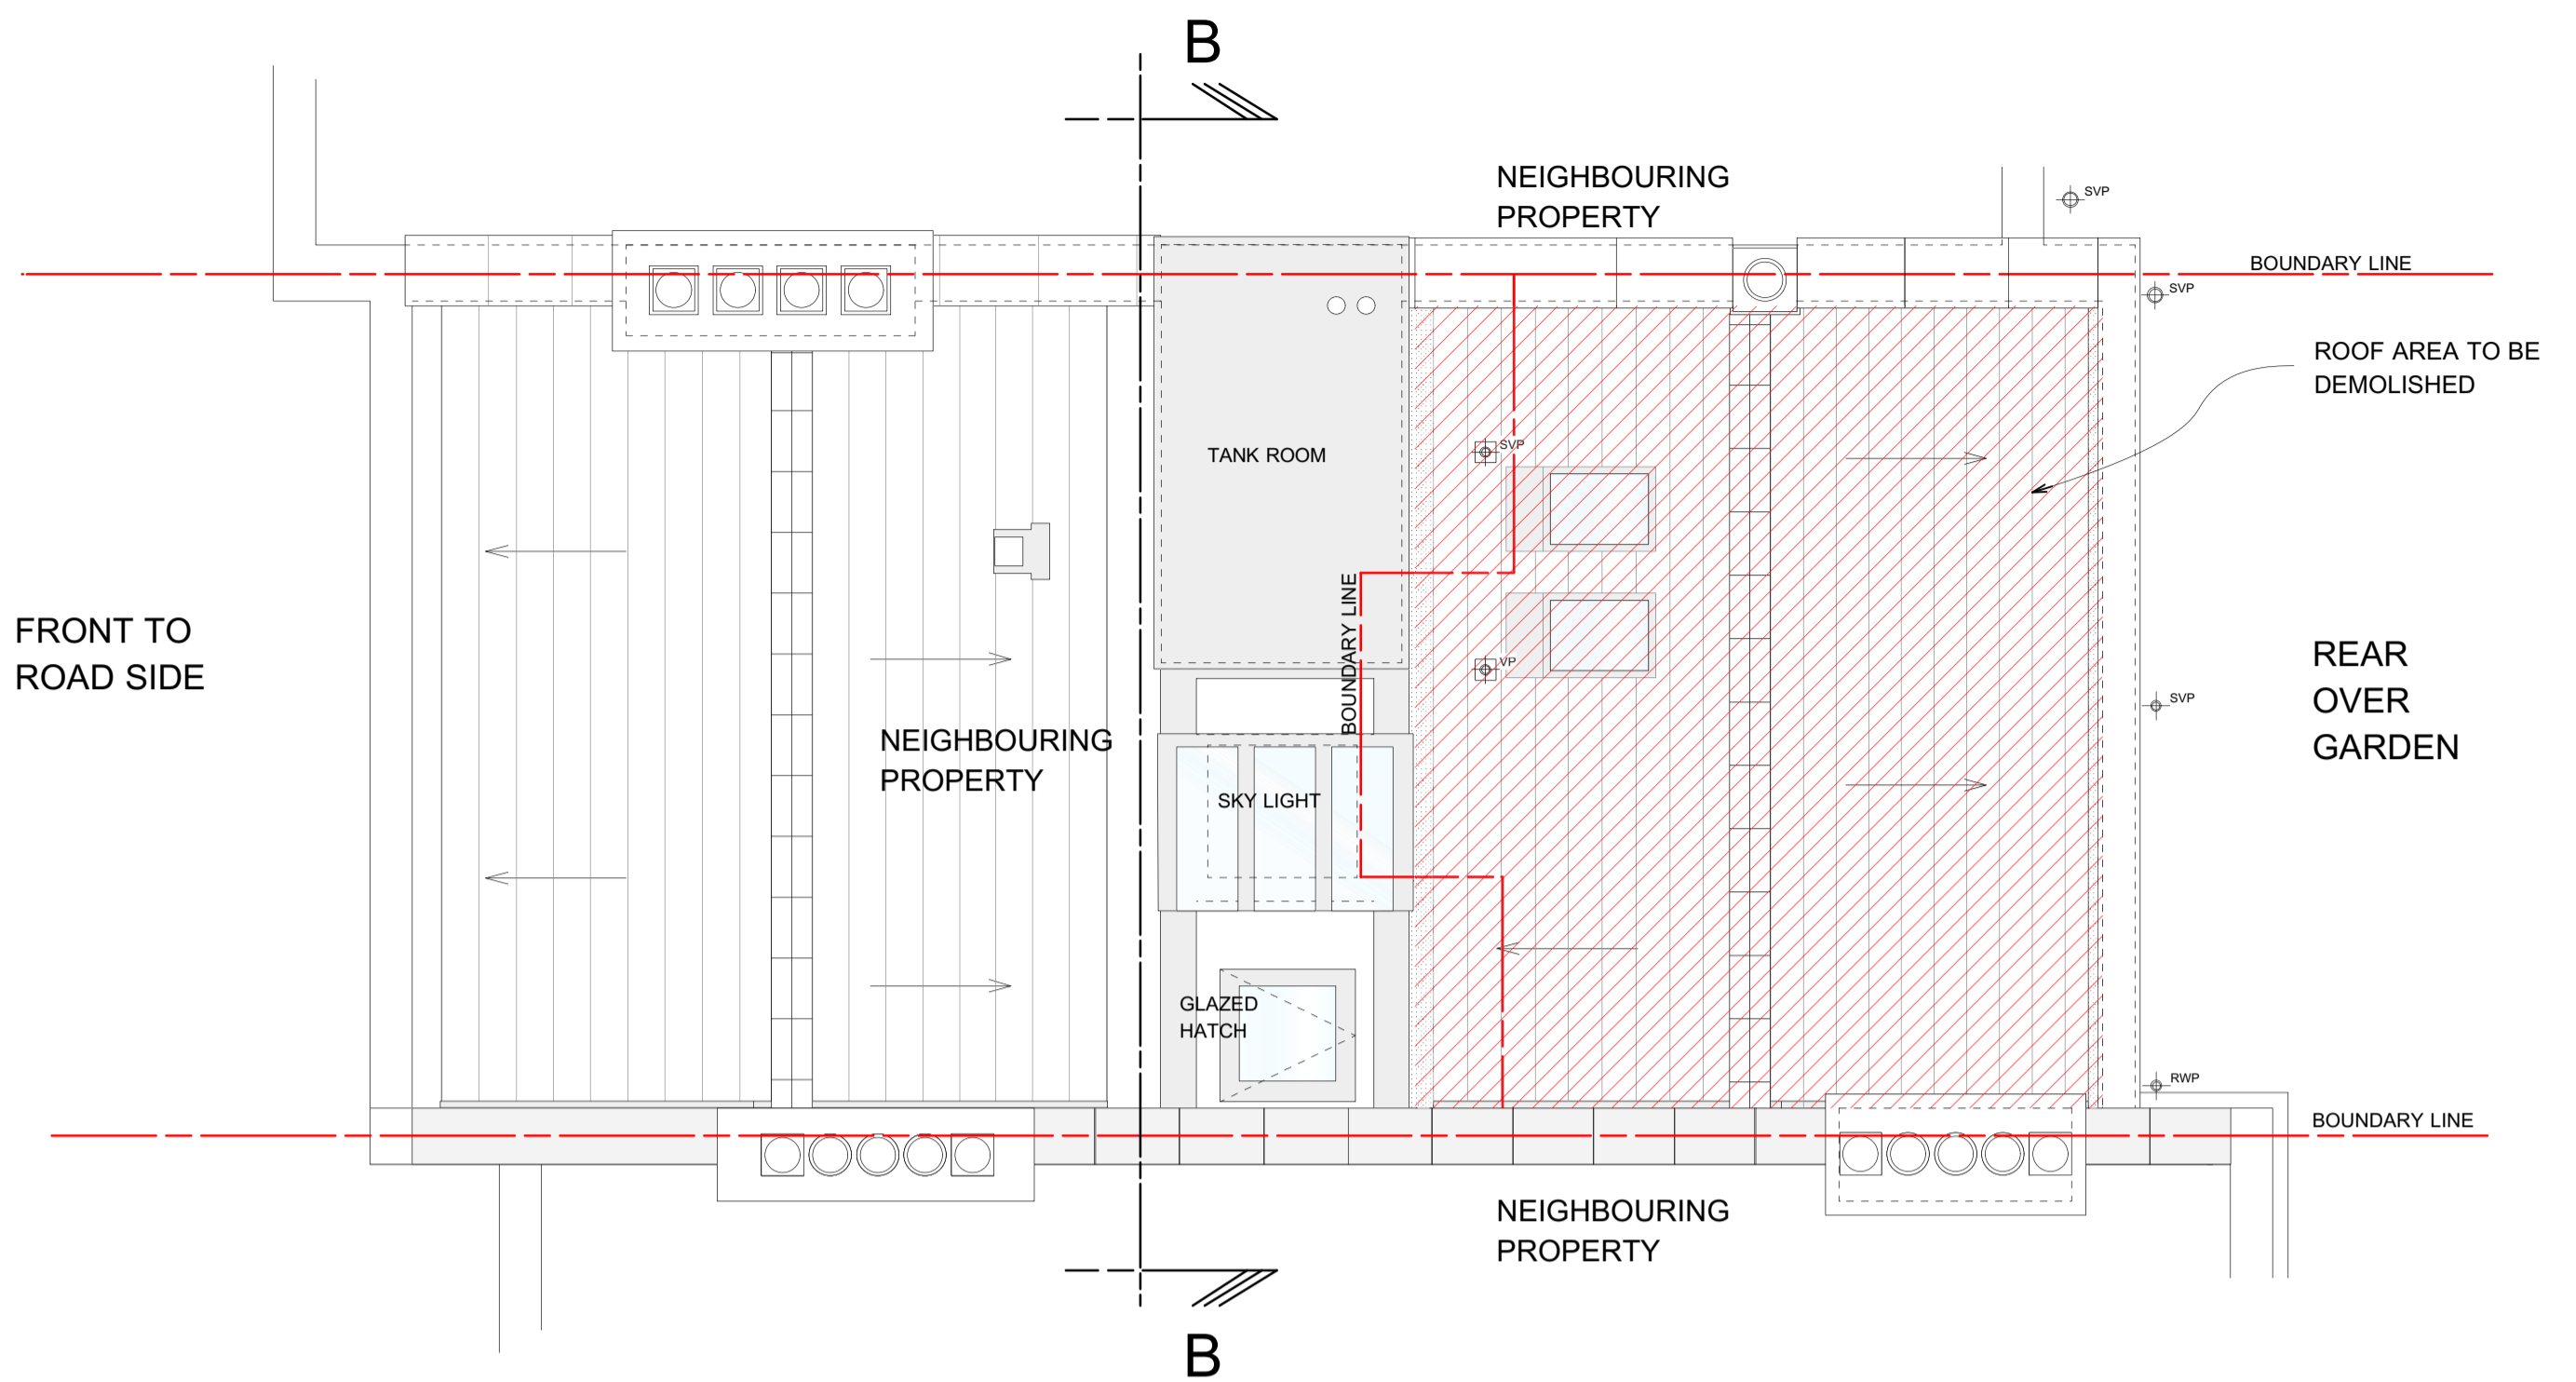 B
NEIGHBOURING
PROPERTY
SVP
BOUNDARY LINE
SVP
ROOF AREA TO BE
DEMOLISHED
SVP
TANK ROOM
FRONT TO
ROAD SIDE
BOUNDARY LINE
VP
REAR
OVER
GARDEN
SVP
NEIGHBOURING
PROPERTY
SKY LIGHT
GLAZED
HATCH
RWP
BOUNDARY LINE
NEIGHBOURING
PROPERTY
B